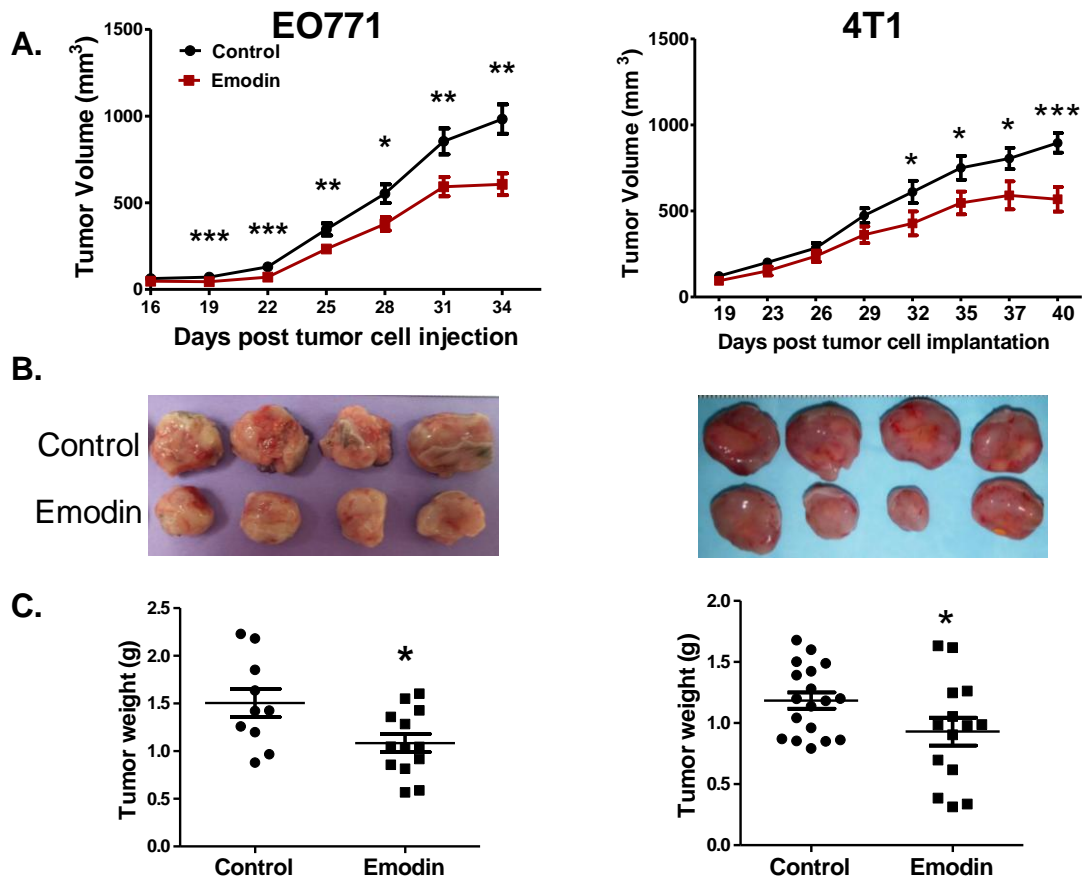 A.
EO771
4T1
Tumor Volume (mm3)
1500
1000
500
0
Control
Emodin
***
***
**
*
**
**
16 19 22 25 28 31 34
Days post tumor cell injection
Tumor Volume (mm 3)
1500
1000
500
0
*
*
*
***
19 23 26 29 32 35 37 40
Days post tumor cell implantation
B.
Control
Emodin
C.
Tumor weight (g)
2.5
2.0
1.5
1.0
0.5
0.0
*
Control Emodin
Tumor weight (g)
2.0
1.5
1.0
0.5
0.0
*
Control Emodin